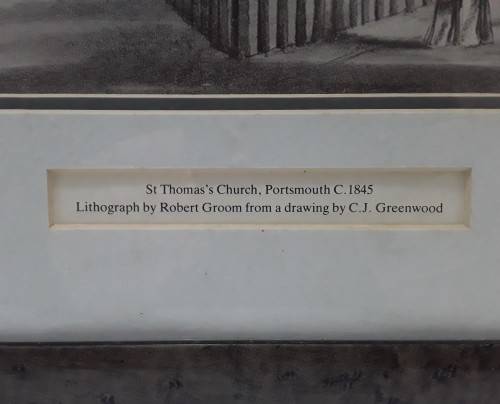 St Thomas's Church, Portsmouth C.1845
Lithograph by Robert Groom from a drawing by C.J. Greenwood